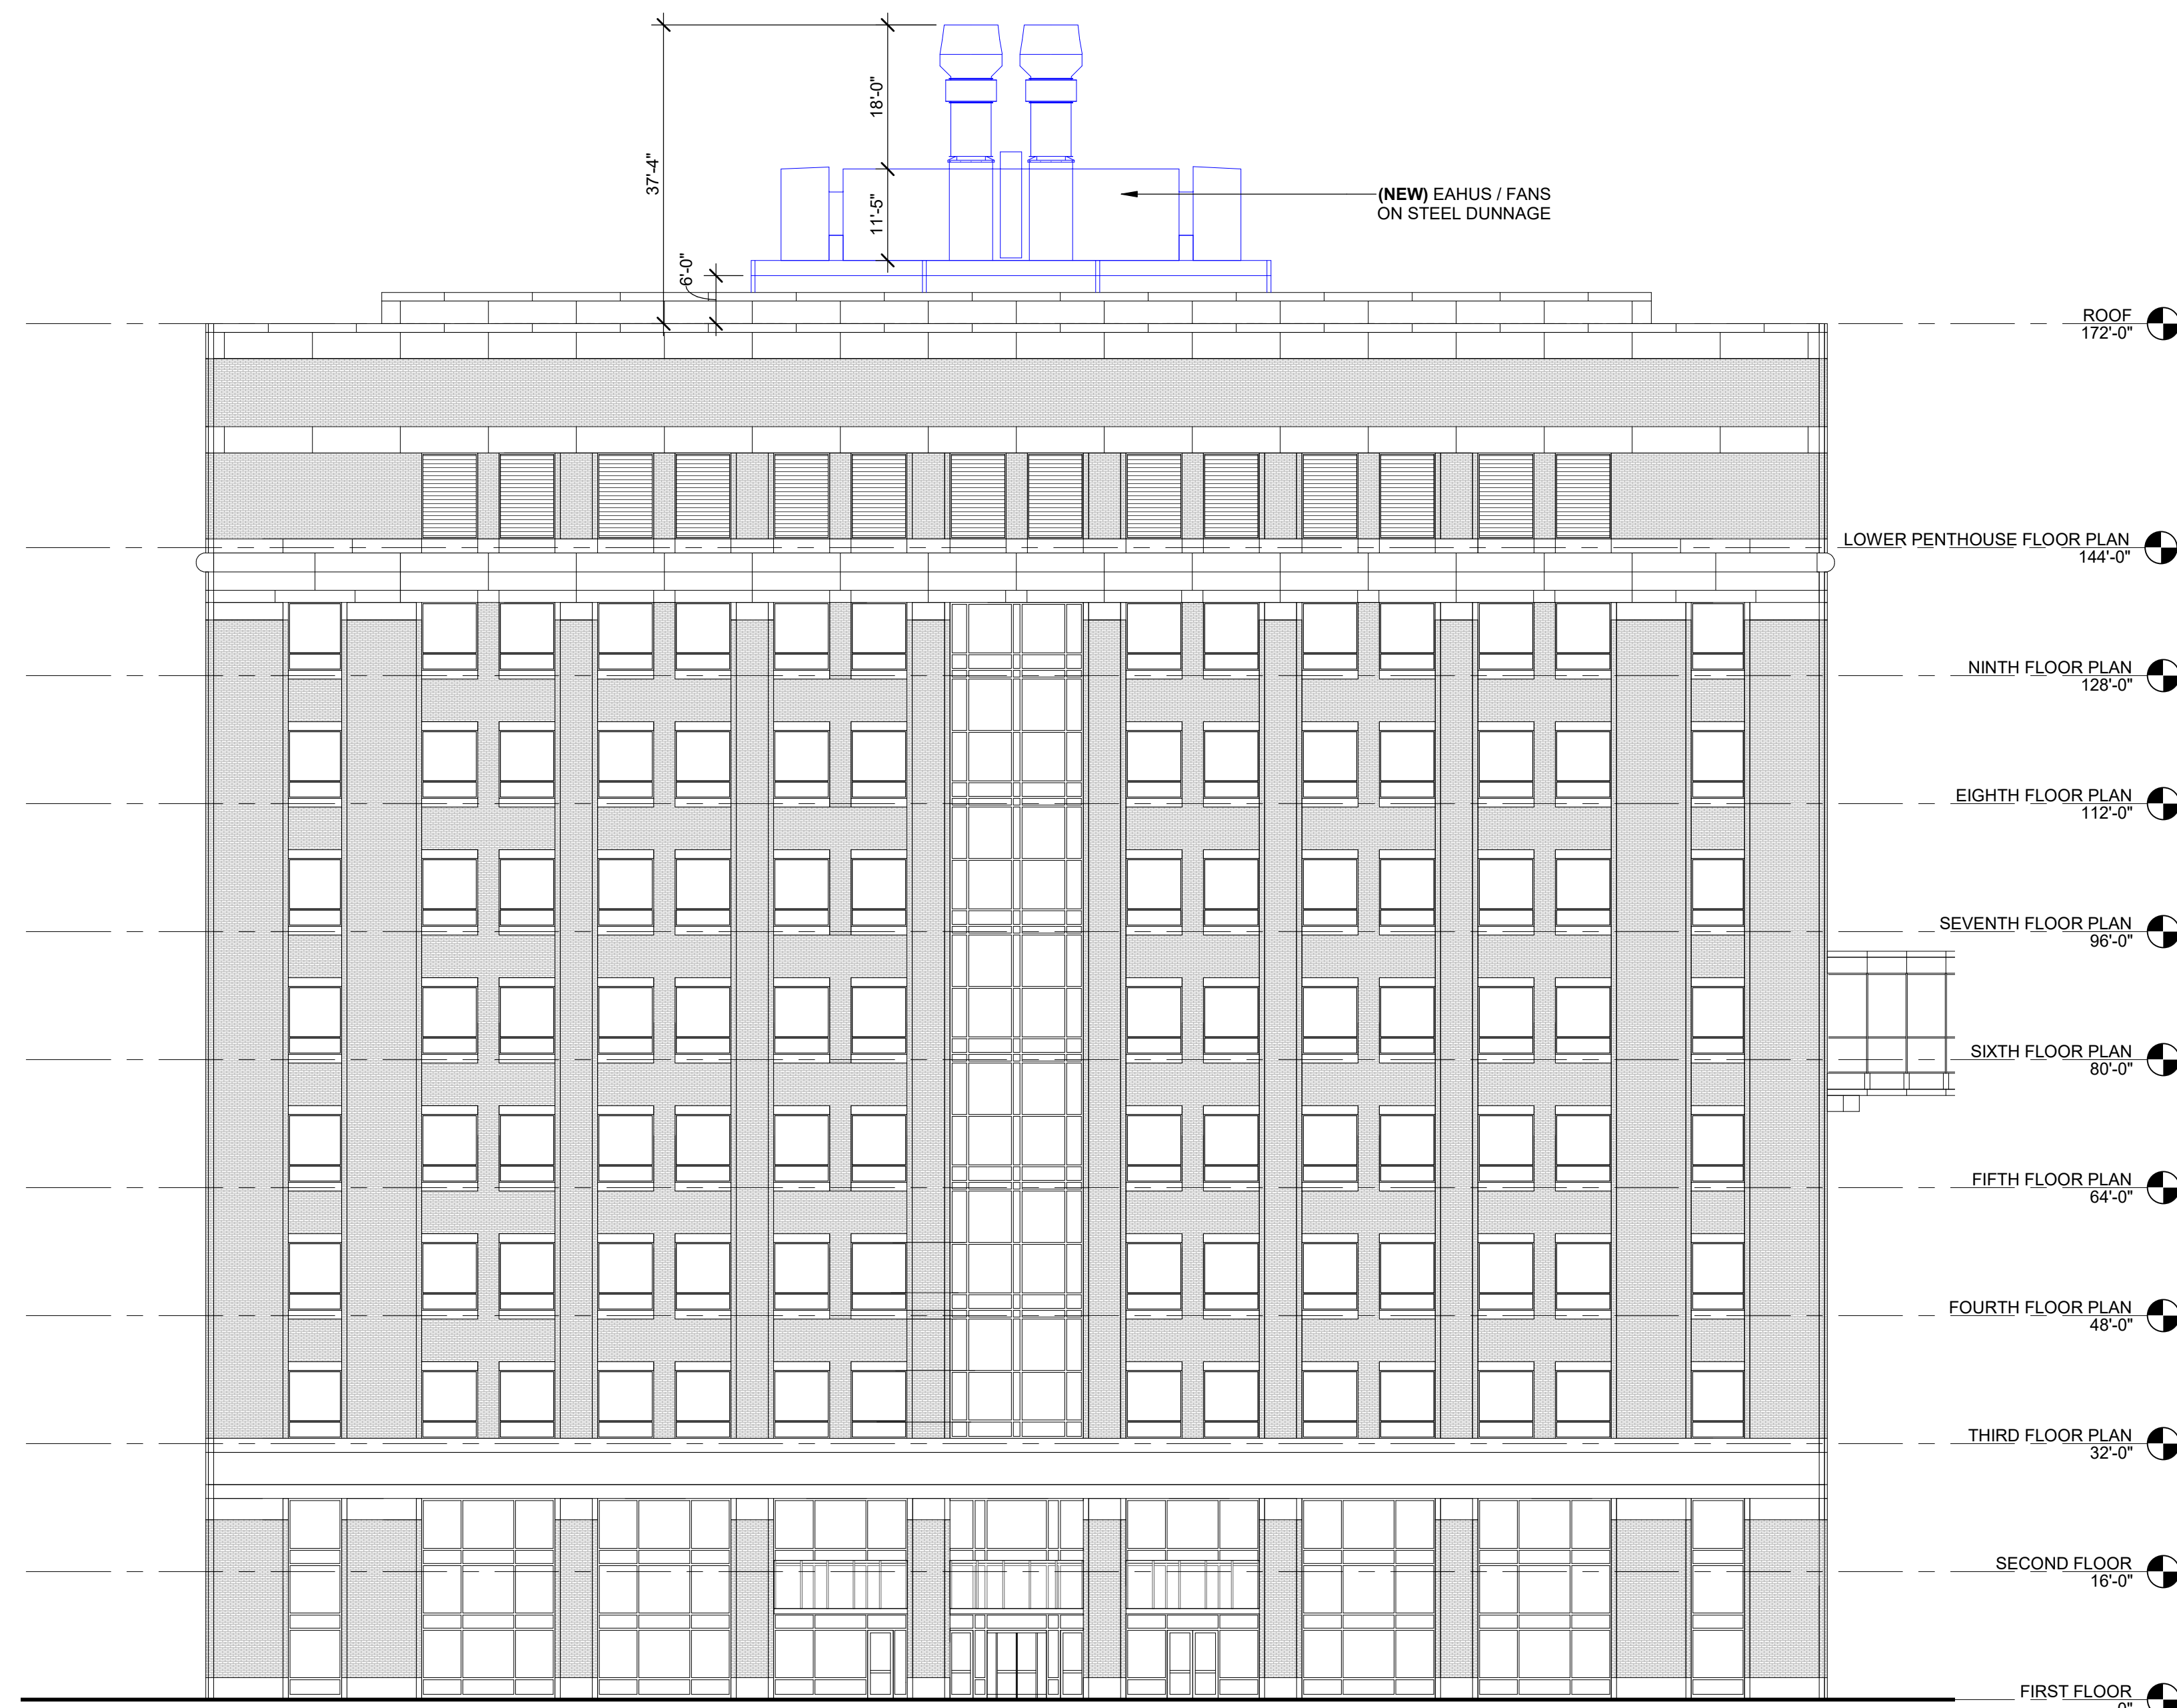 18'-0"
37'-4"
(NEW) EAHUS / FANS
ON STEEL DUNNAGE
11'-5"
6'-0"
ROOF
172'-0"
LOWER PENTHOUSE FLOOR PLAN
144'-0"
NINTH FLOOR PLAN
128'-0"
EIGHTH FLOOR PLAN
112'-0"
SEVENTH FLOOR PLAN
96'-0"
SIXTH FLOOR PLAN
80'-0"
FIFTH FLOOR PLAN
64'-0"
FOURTH FLOOR PLAN
48'-0"
THIRD FLOOR PLAN
32'-0"
SECOND FLOOR
16'-0"
FIRST FLOOR